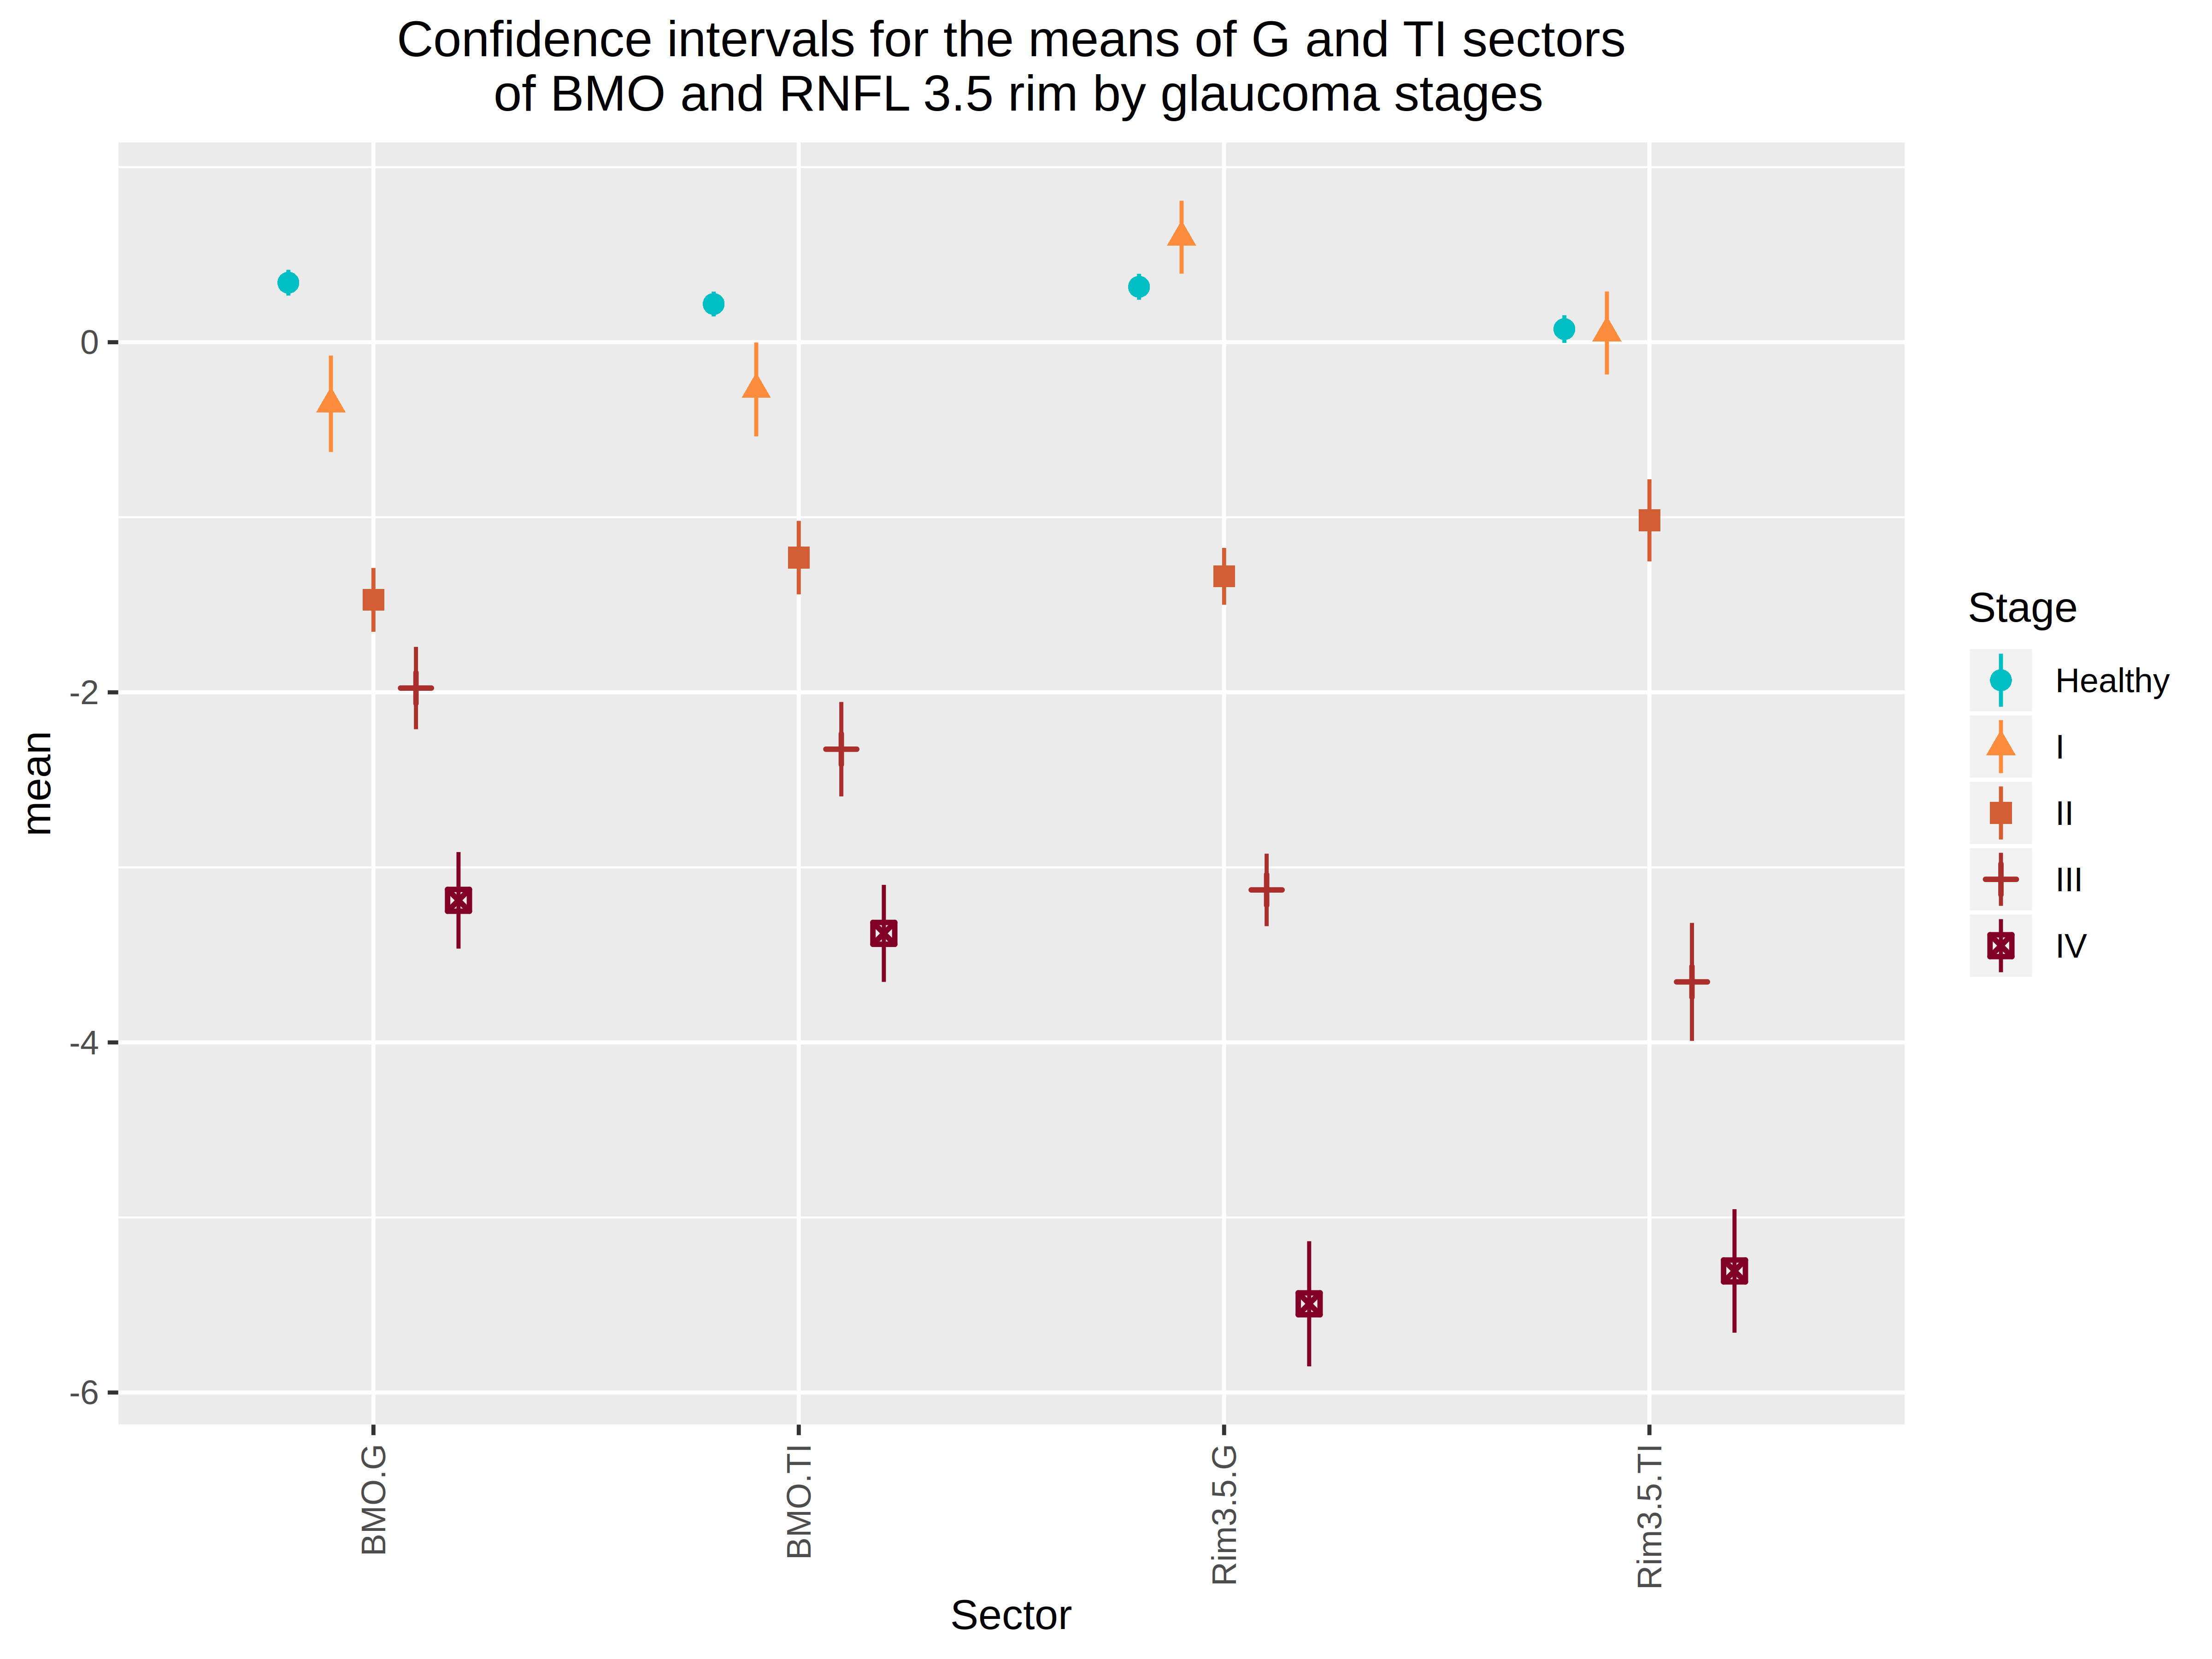 Confidence intervals for the means of G and TI sectors
of BMO and RNFL 3.5 rim by glaucoma stages
mean
0
-2
-4
-6
BMO.G
BMO.TI
Rim3.5.G
Rim3.5.TI
Sector
Stage
Healthy
I
II
III
IV